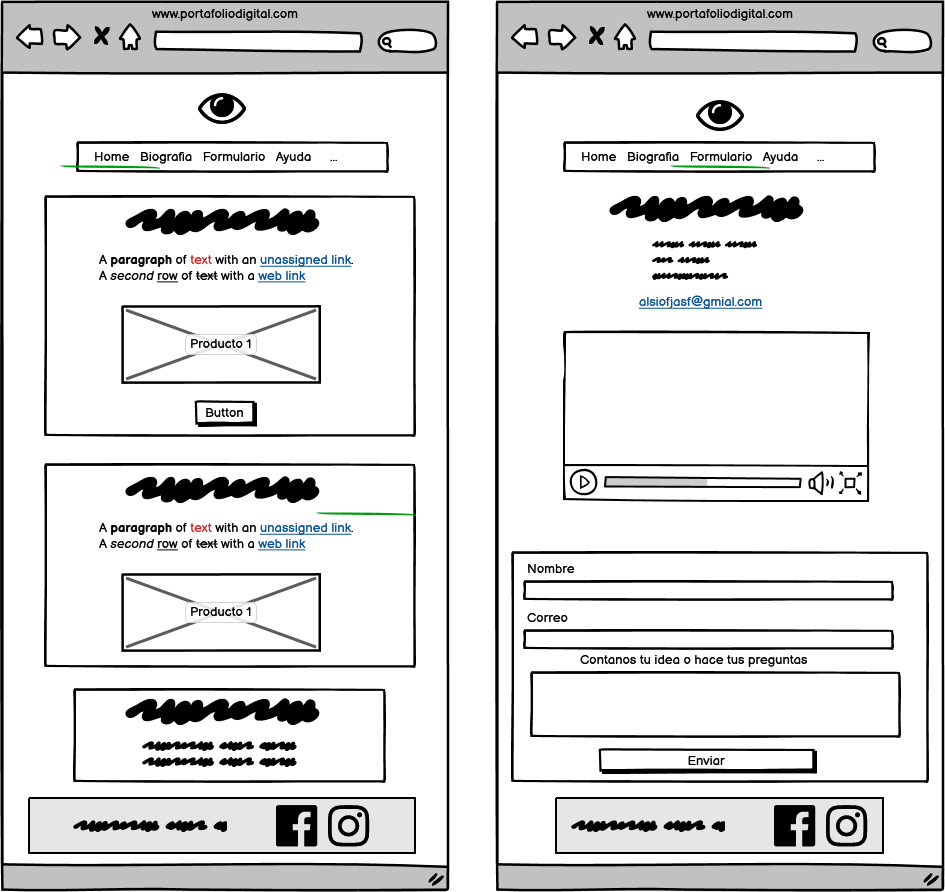 www.portafoliodigital.com
Home Biografia Formulario Ayuda ...
A paragraph of text with an unassigned link.
A second row of text with a web link
Producto 1
Button
A paragraph of text with an unassigned link.
A second row of text with a web link
Producto 1
www.portafoliodigital.com
Home Biografia Formulario Ayuda ...
alsiofjasf@gmial.com
Nombre
Correo
Contanos tu idea o hace tus preguntas
Enviar